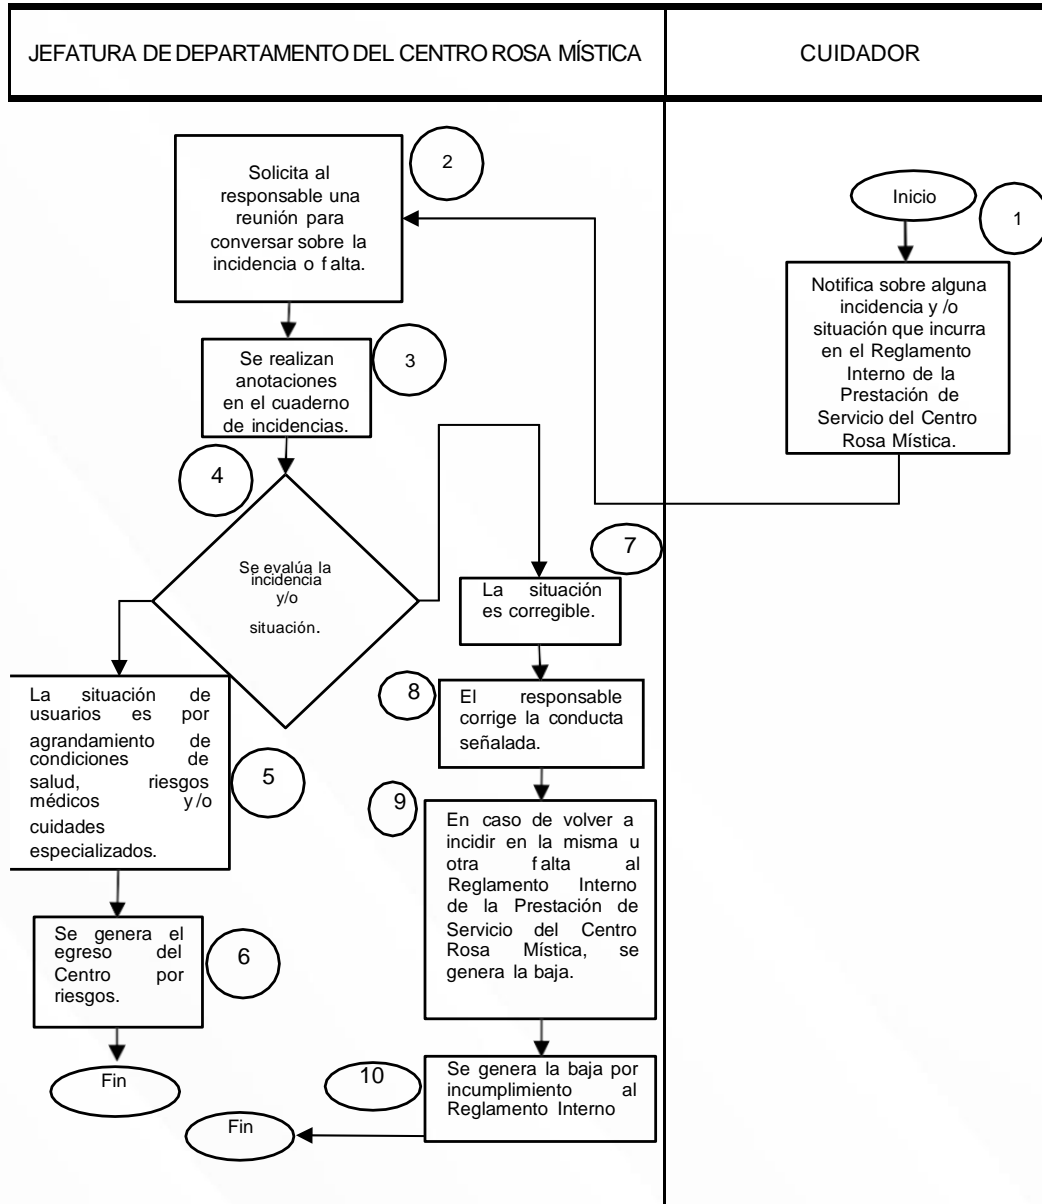 JEFATURA DE DEPARTAMENTO DEL CENTRO ROSA MÍSTICA
CUIDADOR
Inicio
1
Notifica sobre alguna
incidencia y /o
situación que incurra
en el Reglamento
Interno de la
Prestación de
Servicio del Centro
Rosa Mística.
2
Solicita al
responsable una
reunión para
conversar sobre la
incidencia o falta.
3
Se realizan
anotaciones
en el cuaderno
de incidencias.
4
Se evalúa la
incidencia
y/o
situación.
La situación de
usuarios es por
agrandamiento de
condiciones de
salud, riesgos
médicos y/o
cuidades
especializados.
5
Se genera el
egreso del
Centro por
riesgos.
6
Fin
7
La situación
es corregible.
8
El responsable
corrige la conducta
señalada.
9
En caso de volver a
incidir en la misma u
otra falta al
Reglamento Interno
de la Prestación de
Servicio del Centro
Rosa Mística, se
genera la baja.
10
Se genera la baja por
incumplimiento al
Reglamento Interno
Fin